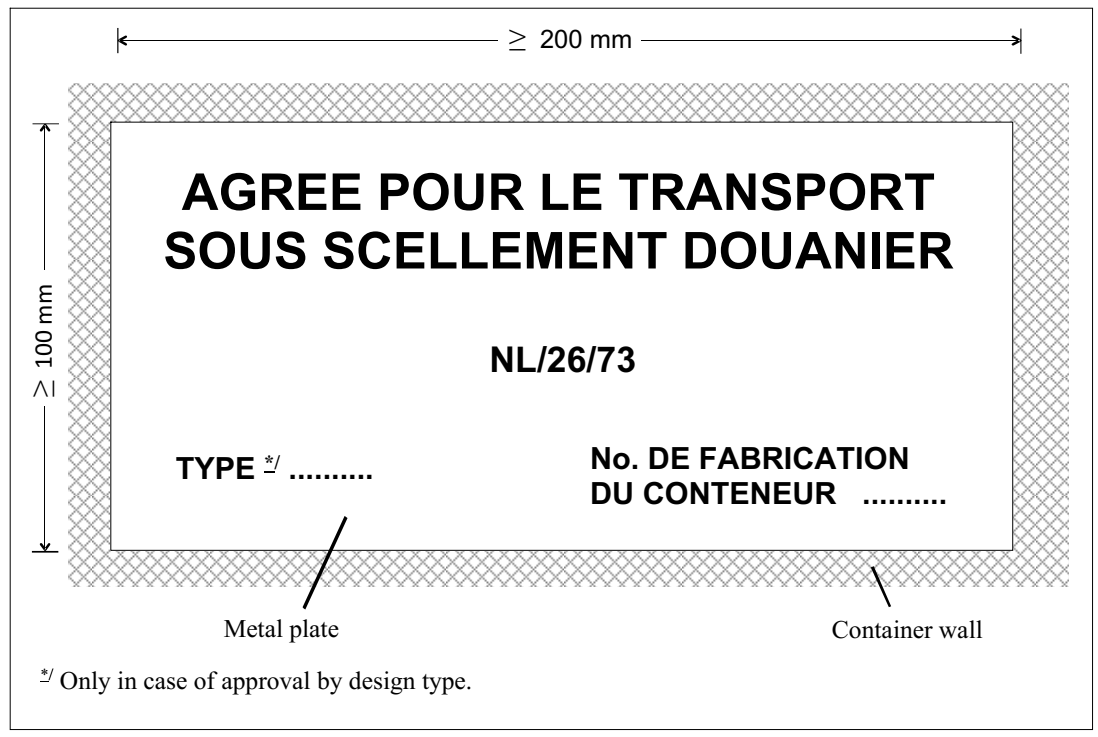 ≥ 200 mm
≥ 100 mm
AGREE POUR LE TRANSPORT
SOUS SCELLEMENT DOUANIER
NL/26/73
TYPE */ ..........
No. DE FABRICATION
DU CONTENEUR ..........
Metal plate
Container wall
*/ Only in case of approval by design type.